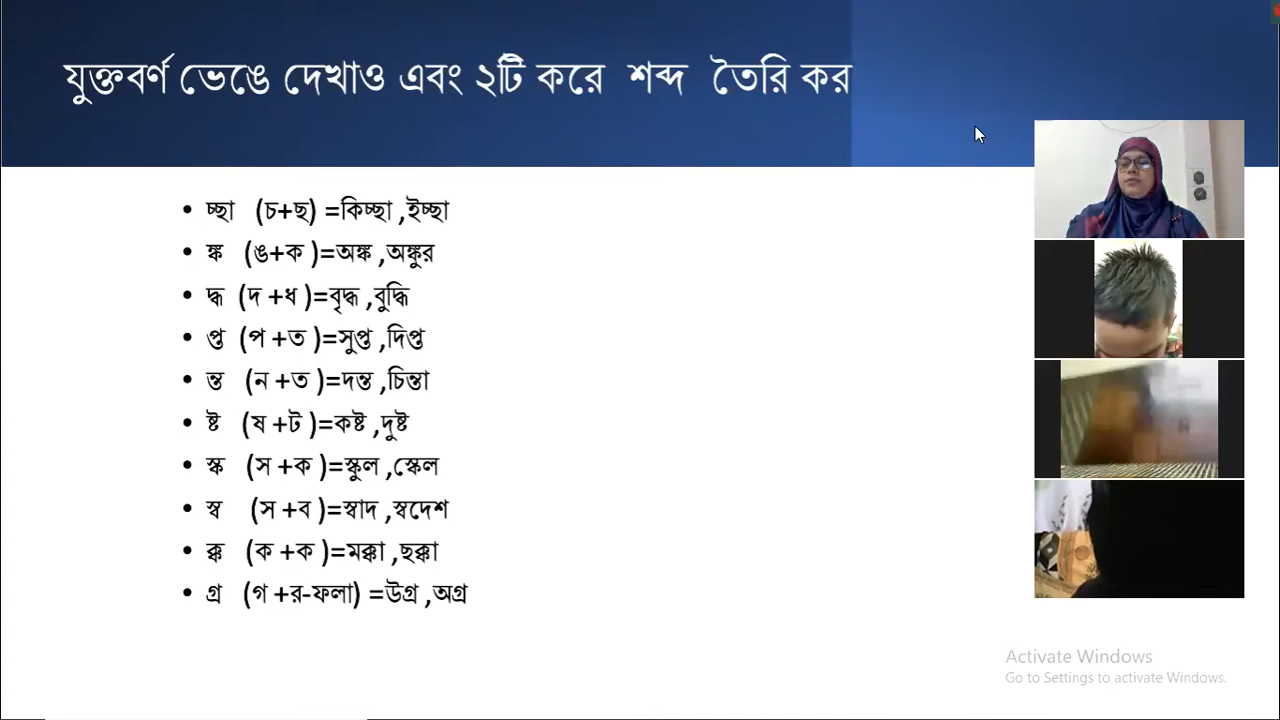 যুক্তবর্ণ ভেঙে দেখাও এবং ২টি করে শব্দ তৈরি কর
• চ্ছা (চ+ছ) =কিচ্ছা ,ইচ্ছা
• ঙ্ক (ঙ+ক )=অঙ্ক ,অঙ্কুর
• দ্ধ (দ +ধ )=বৃদ্ধ ,বুদ্ধি
• প্ত (প +ত )=সুপ্ত ,দিপ্ত
• ন্ত (ন +ত )=দন্ত ,চিন্তা
• ষ্ট (ষ +ট )=কষ্ট ,দুষ্ট
• স্ক (স +ক )=স্কুল ,স্কেল
• স্ব (স +ব )=স্বাদ ,স্বদেশ
• ক্ক (ক +ক )=মক্কা ,ছক্কা
• গ্র (গ +র-ফলা) =উগ্র ,অগ্র
Activate Windows
Go to Settings to activate Windows.